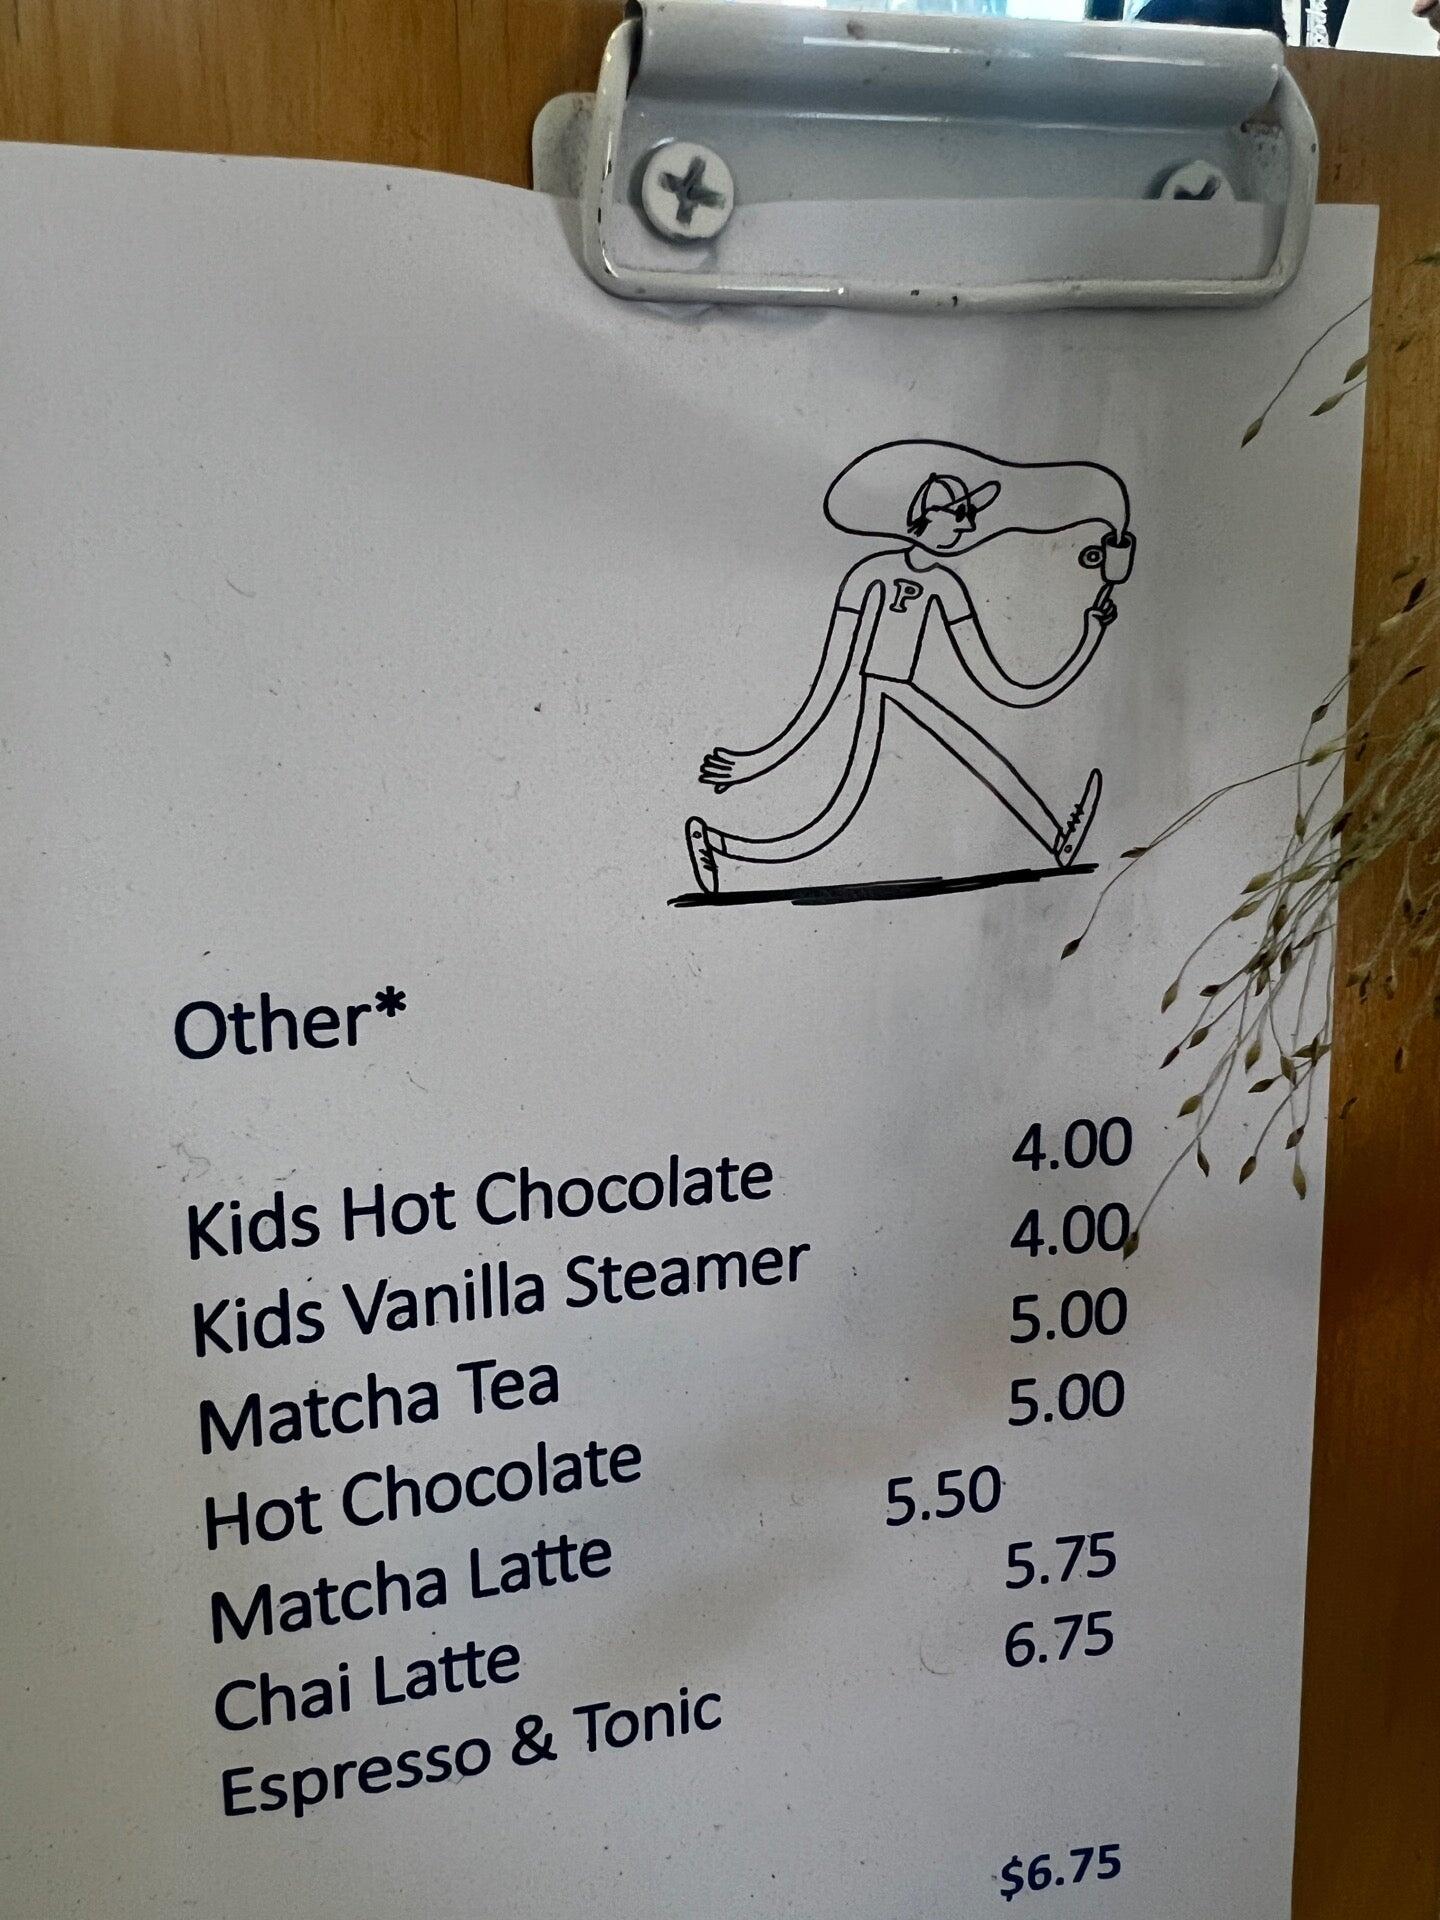 P
Other*
Kids Hot Chocolate 4.00
Kids Vanilla Steamer 4.00
Matcha Tea 5.00
Hot Chocolate 5.00
Matcha Latte 5.50
Chai Latte 5.75
Espresso & Tonic 6.75
$6.75